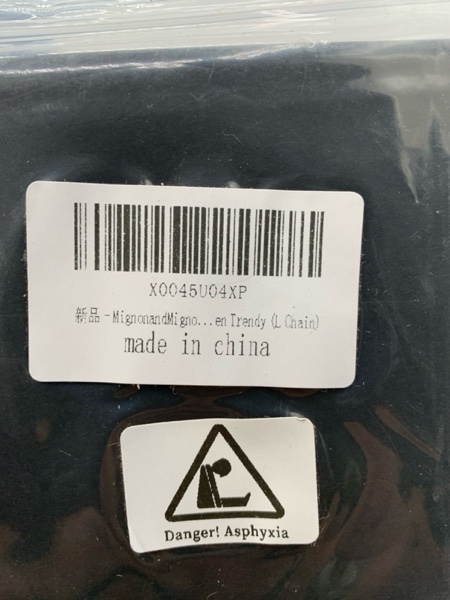 X0045U04XP
新品 - MignonandMigno...en Trendy (L Chain)
made in china
Danger! Asphyxia